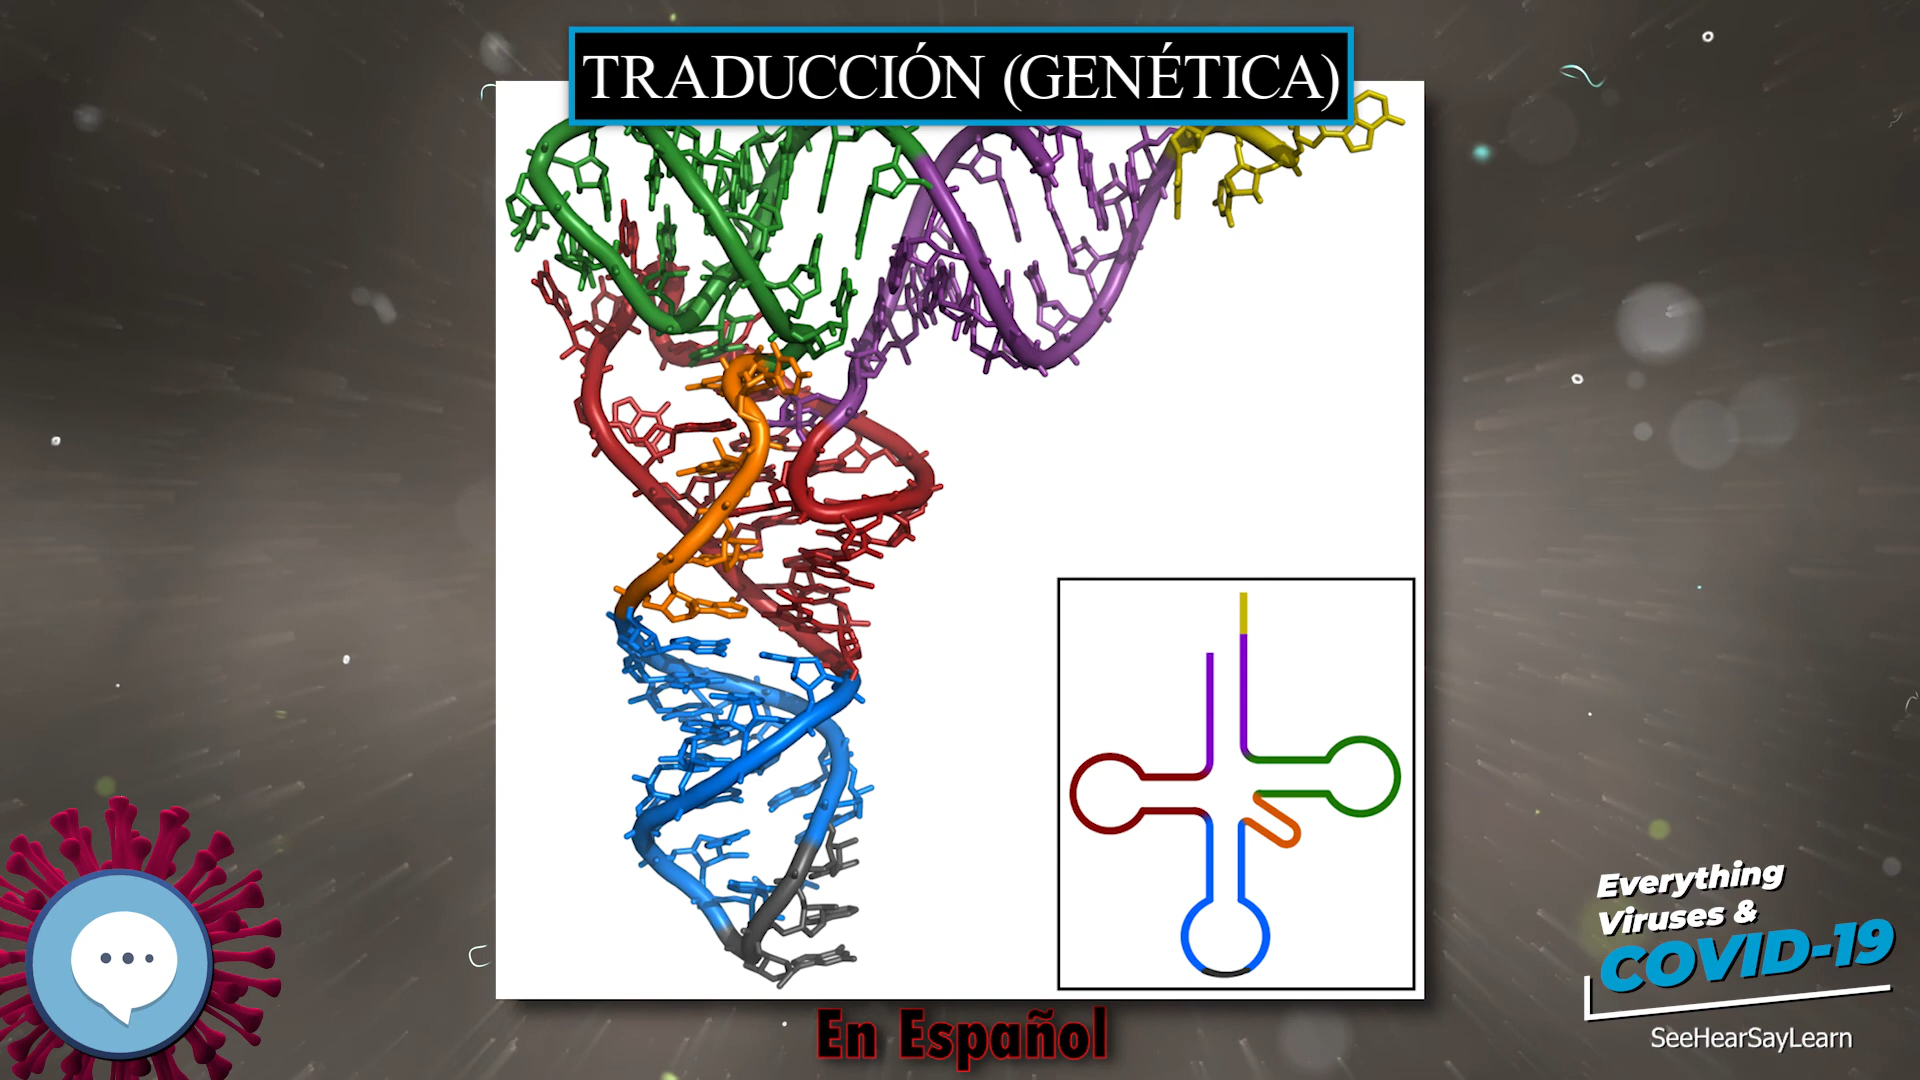 TRADUCCIÓN (GENÉTICA)
Everything
Viruses &
COVID-19
SeeHearSayLearn
En Español